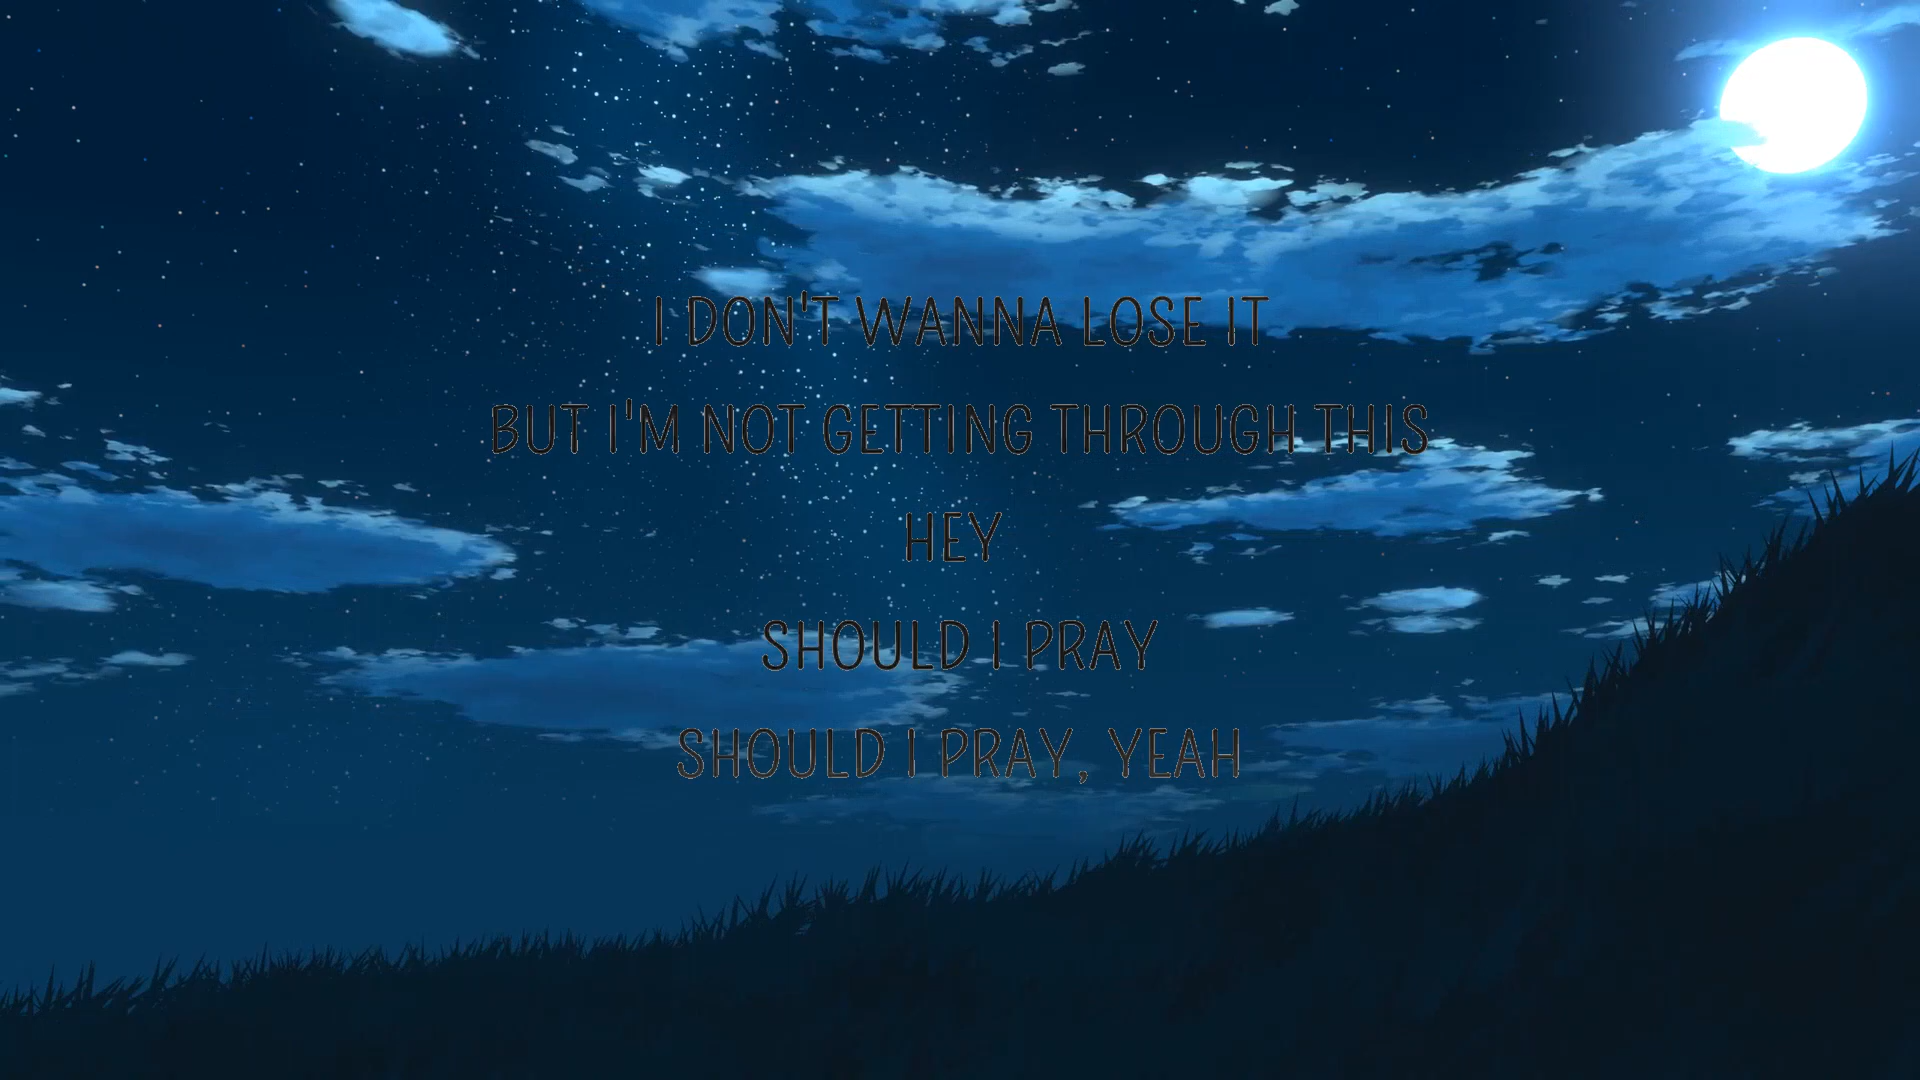 I DON'T WANNA LOSE IT
BUT I'M NOT GETTING THROUGH THIS
HEY
SHOULD I PRAY
SHOULD I PRAY, YEAH